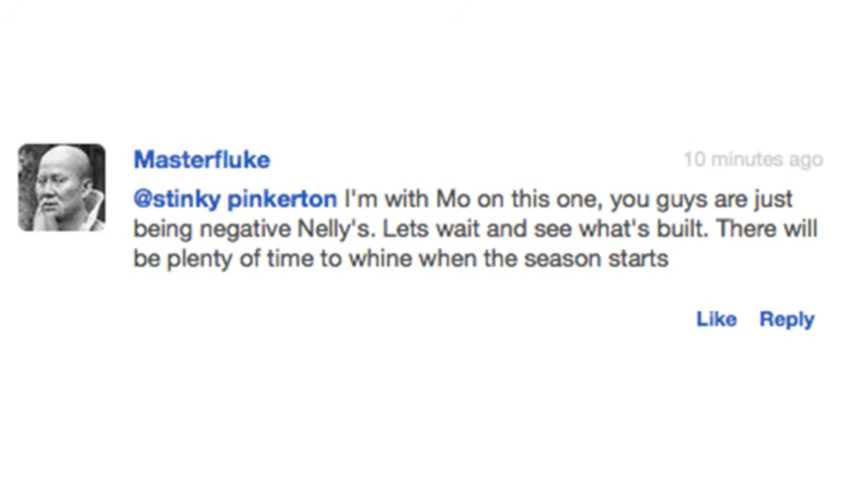 Masterfluke
10 minutes ago
@stinky pinkerton I'm with Mo on this one, you guys are just
being negative Nelly's. Lets wait and see what's built. There will
be plenty of time to whine when the season starts
Like Reply